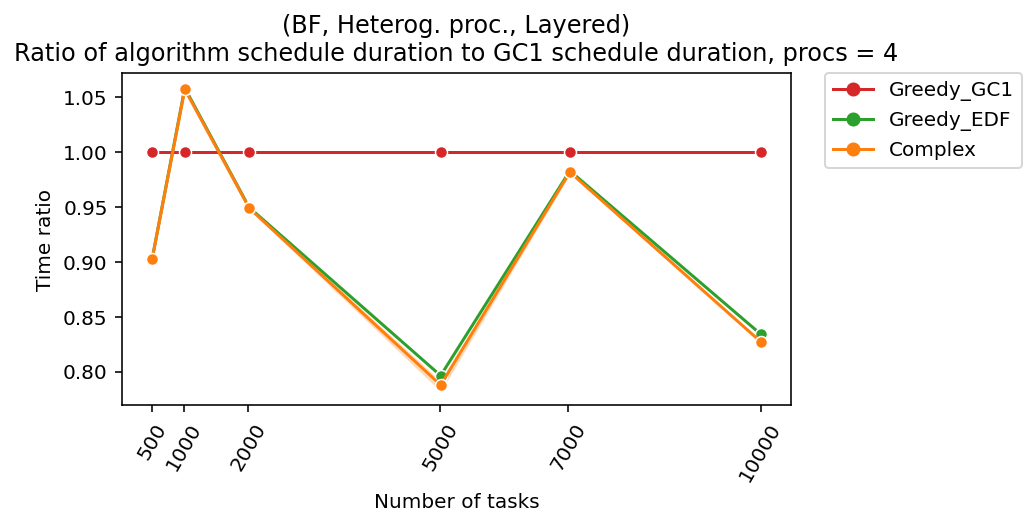 (BF, Heterog. proc., Layered)
Ratio of algorithm schedule duration to GC1 schedule duration, procs = 4
1.05
1.00
0.95
0.90
0.85
0.80
Time ratio
500
1000
2000
5000
7000
10000
Number of tasks
Greedy_GC1
Greedy_EDF
Complex